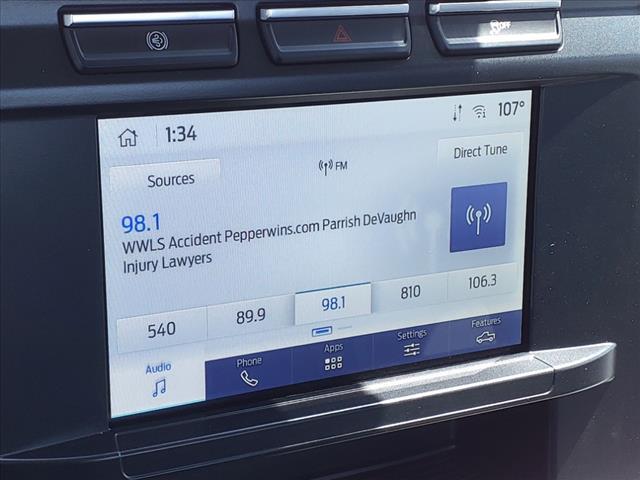 OFF
1:34
107°
Sources
FM
Direct Tune
98.1
WWLS Accident Pepperwins.com Parrish DeVaughn
Injury Lawyers
540
89.9
98.1
810
106.3
Audio
Phone
Apps
Settings
Features